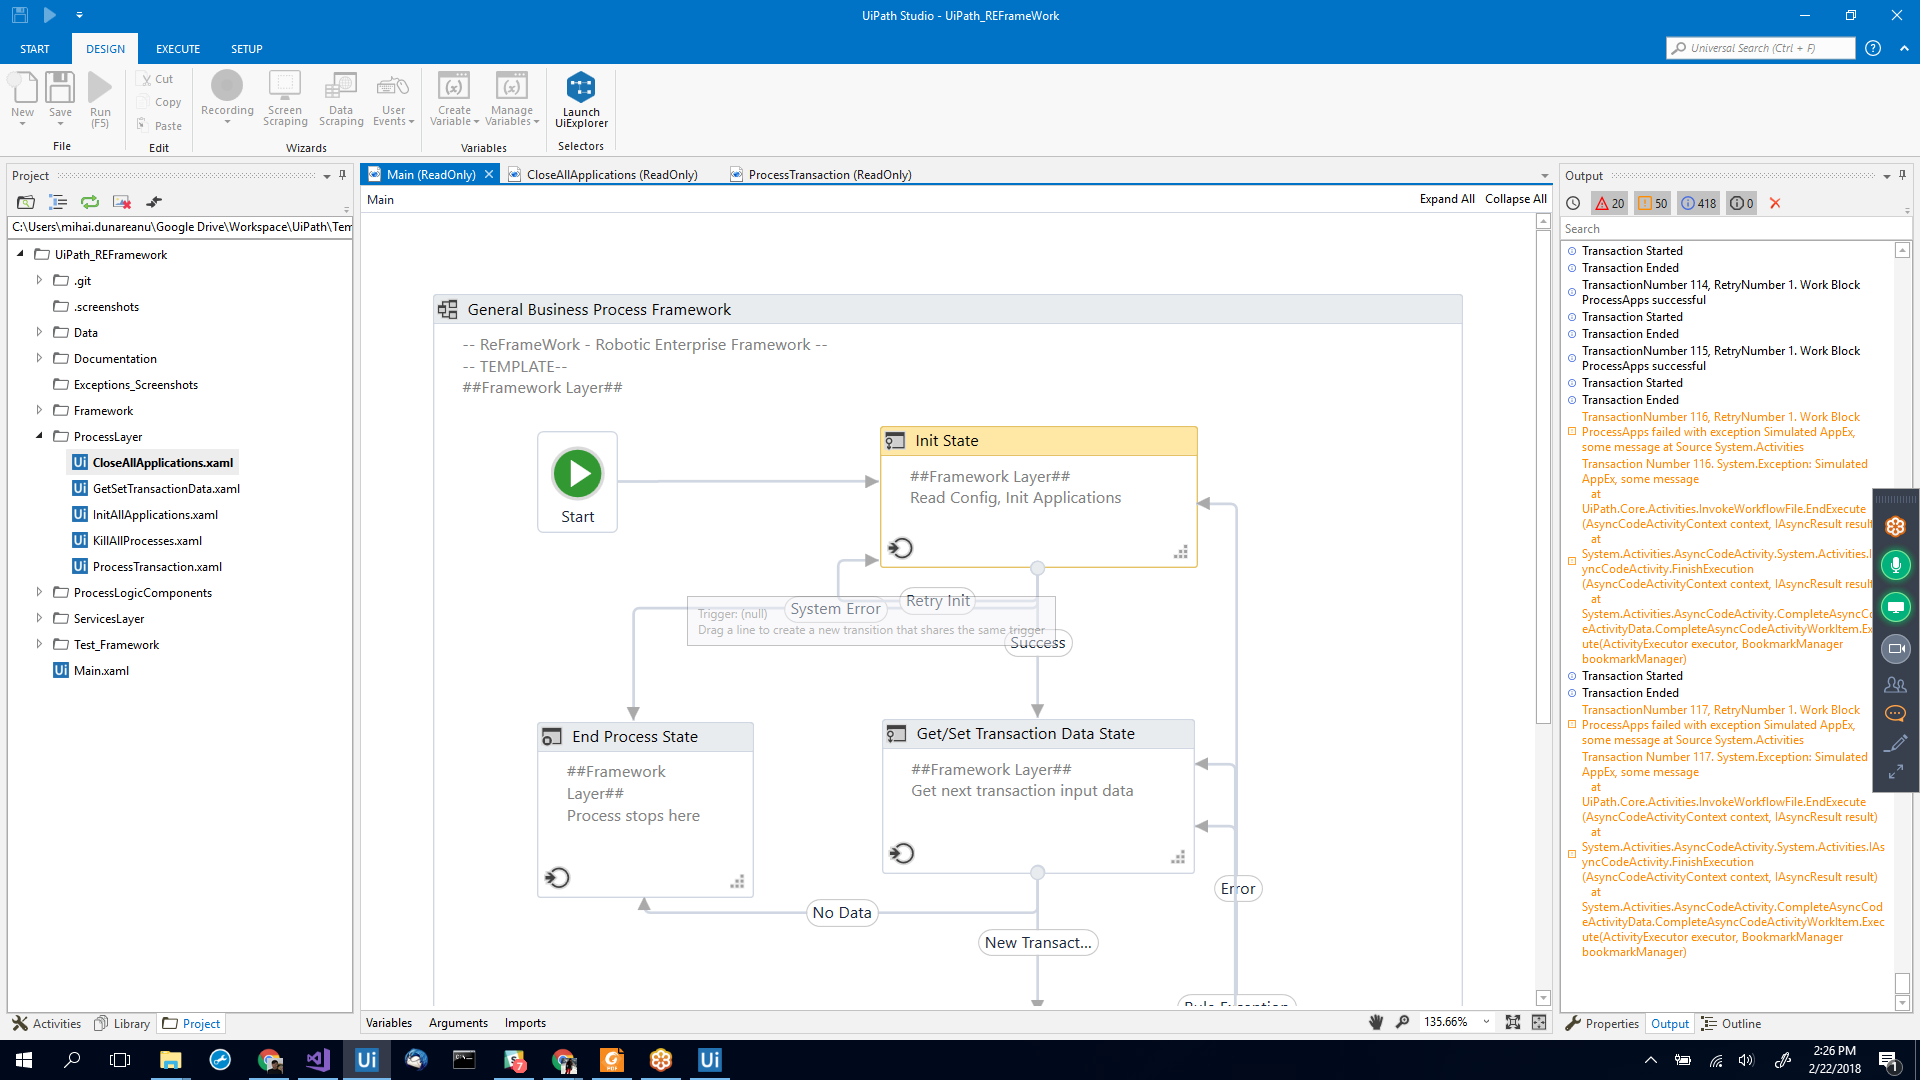 UiPath Studio - UiPath_REFrameWork
START
DESIGN
EXECUTE
SETUP
Universal Search (Ctrl + F)
New
Save
Run
(F5)
Cut
Copy
Paste
Recording
Screen
Scraping
Data
Scraping
User
Events
Create
Variable
Manage
Variables
Launch
UiExplorer
File
Edit
Wizards
Variables
Selectors
Project
C:\Users\mihai.dunareanu\Google Drive\Workspace\UiPath\Tem
UiPath_REFramework
.git
.screenshots
Data
Documentation
Exceptions_Screenshots
Framework
ProcessLayer
CloseAllApplications.xaml
GetSetTransactionData.xaml
InitAllApplications.xaml
KillAllProcesses.xaml
ProcessTransaction.xaml
ProcessLogicComponents
ServicesLayer
Test_Framework
Main.xaml
Activities
Library
Project
Main (ReadOnly)
CloseAllApplications (ReadOnly)
ProcessTransaction (ReadOnly)
Main
Expand All
Collapse All
General Business Process Framework
-- ReFrameWork - Robotic Enterprise Framework --
-- TEMPLATE--
##Framework Layer##
Start
Init State
##Framework Layer##
Read Config, Init Applications
Retry Init
System Error
Trigger: (null)
Drag a line to create a new transition that shares the same trigger
Success
End Process State
##Framework
Layer##
Process stops here
Get/Set Transaction Data State
##Framework Layer##
Get next transaction input data
Error
No Data
New Transact...
Rule Exception
Variables
Arguments
Imports
135.66%
Output
20
50
418
0
Search
Transaction Started
Transaction Ended
TransactionNumber 114, RetryNumber 1. Work Block
ProcessApps successful
Transaction Started
Transaction Ended
TransactionNumber 115, RetryNumber 1. Work Block
ProcessApps successful
Transaction Started
Transaction Ended
TransactionNumber 116, RetryNumber 1. Work Block
ProcessApps failed with exception Simulated AppEx,
some message at Source System.Activities
Transaction Number 116. System.Exception: Simulated
AppEx, some message
at
UiPath.Core.Activities.InvokeWorkflowFile.EndExecute
(AsyncCodeActivityContext context, IAsyncResult result
at
System.Activities.AsyncCodeActivity.System.Activities.I
yncCodeActivity.FinishExecution
(AsyncCodeActivityContext context, IAsyncResult result
at
System.Activities.AsyncCodeActivity.CompleteAsyncCo
eActivityData.CompleteAsyncCodeActivityWorkItem.Ex
ute(ActivityExecutor executor, BookmarkManager
bookmarkManager)
Transaction Started
Transaction Ended
TransactionNumber 117, RetryNumber 1. Work Block
ProcessApps failed with exception Simulated AppEx,
some message at Source System.Activities
Transaction Number 117. System.Exception: Simulated
AppEx, some message
at
UiPath.Core.Activities.InvokeWorkflowFile.EndExecute
(AsyncCodeActivityContext context, IAsyncResult result)
at
System.Activities.AsyncCodeActivity.System.Activities.IAs
yncCodeActivity.FinishExecution
(AsyncCodeActivityContext context, IAsyncResult result)
at
System.Activities.AsyncCodeActivity.CompleteAsyncCod
eActivityData.CompleteAsyncCodeActivityWorkItem.Exec
ute(ActivityExecutor executor, BookmarkManager
bookmarkManager)
Properties
Output
Outline
2:26 PM
2/22/2018